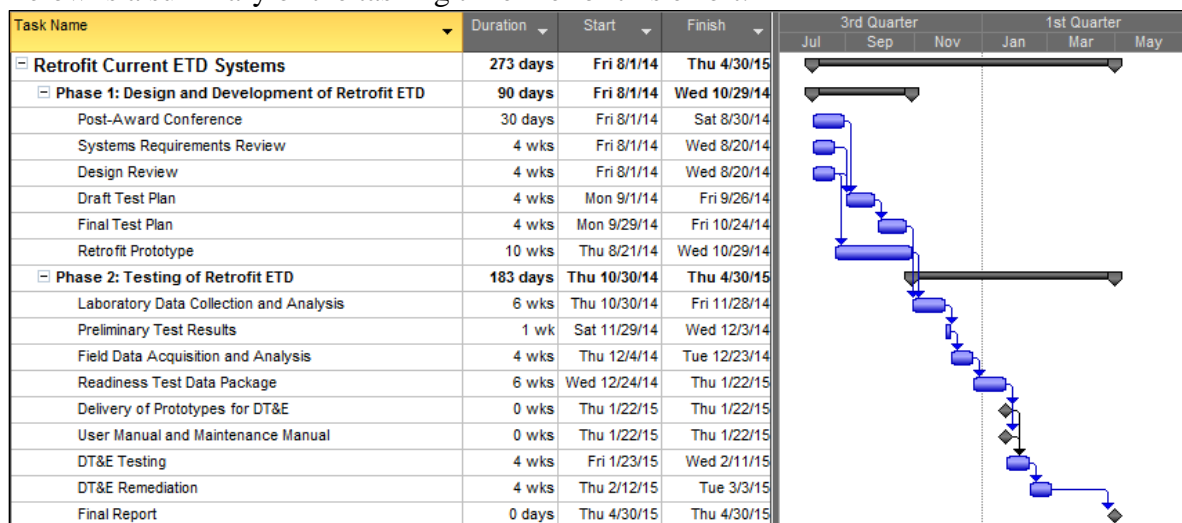 Task Name Duration Start Finish 3rd Quarter 1st Quarter
Jul Sep Nov Jan Mar May
Retrofit Current ETD Systems 273 days Fri 8/1/14 Thu 4/30/15
Phase 1: Design and Development of Retrofit ETD 90 days Fri 8/1/14 Wed 10/29/14
Post-Award Conference 30 days Fri 8/1/14 Sat 8/30/14
Systems Requirements Review 4 wks Fri 8/1/14 Wed 8/20/14
Design Review 4 wks Fri 8/1/14 Wed 8/20/14
Draft Test Plan 4 wks Mon 9/1/14 Fri 9/26/14
Final Test Plan 4 wks Mon 9/29/14 Fri 10/24/14
Retrofit Prototype 10 wks Thu 8/21/14 Wed 10/29/14
Phase 2: Testing of Retrofit ETD 183 days Thu 10/30/14 Thu 4/30/15
Laboratory Data Collection and Analysis 6 wks Thu 10/30/14 Fri 11/28/14
Preliminary Test Results 1 wk Sat 11/29/14 Wed 12/3/14
Field Data Acquisition and Analysis 4 wks Thu 12/4/14 Tue 12/23/14
Readiness Test Data Package 6 wks Wed 12/24/14 Thu 1/22/15
Delivery of Prototypes for DT&E 0 wks Thu 1/22/15 Thu 1/22/15
User Manual and Maintenance Manual 0 wks Thu 1/22/15 Thu 1/22/15
DT&E Testing 4 wks Fri 1/23/15 Wed 2/11/15
DT&E Remediation 4 wks Thu 2/12/15 Tue 3/3/15
Final Report 0 days Thu 4/30/15 Thu 4/30/15